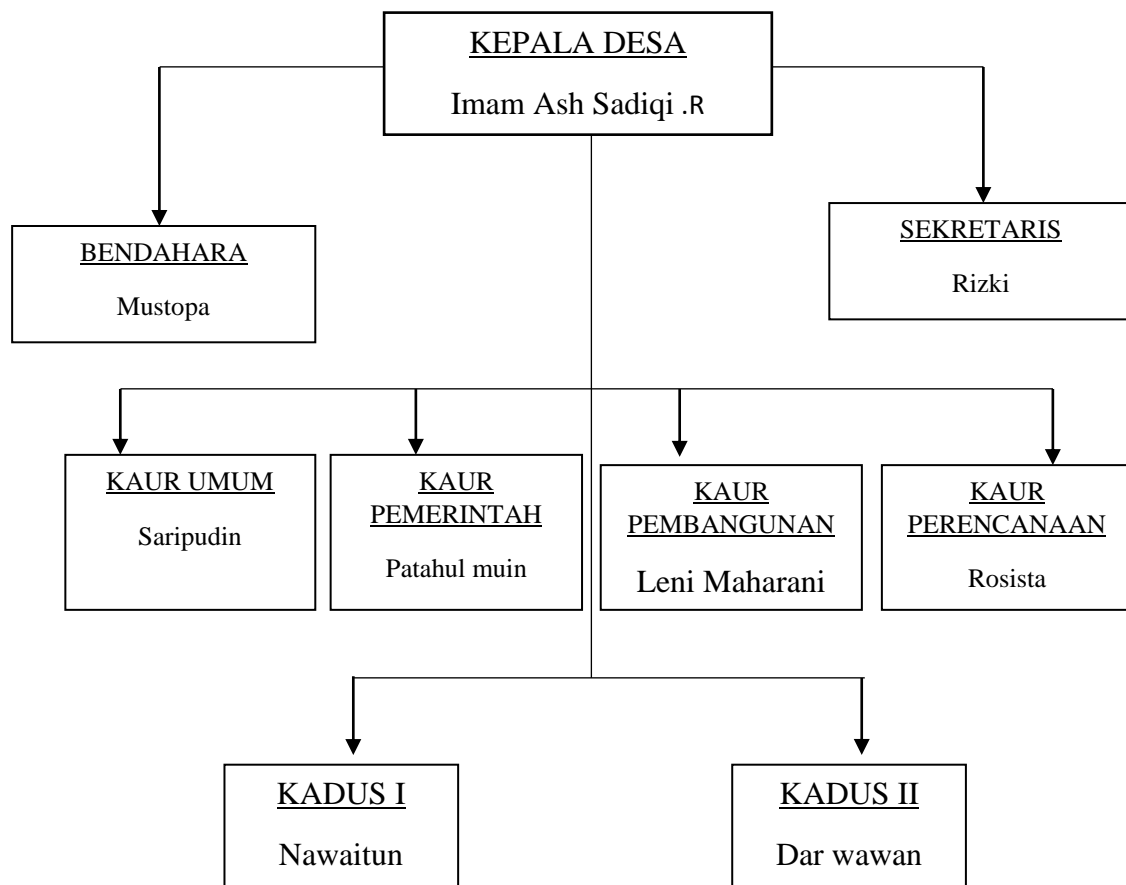 KEPALA DESA
Imam Ash Sadiqi .R
BENDAHARA
Mustopa
SEKRETARIS
Rizki
KAUR UMUM
Saripudin
KAUR
PEMERINTAH
Patahul muin
KAUR
PEMBANGUNAN
Leni Maharani
KAUR
PERENCANAAN
Rosista
KADUS I
Nawaitun
KADUS II
Dar wawan